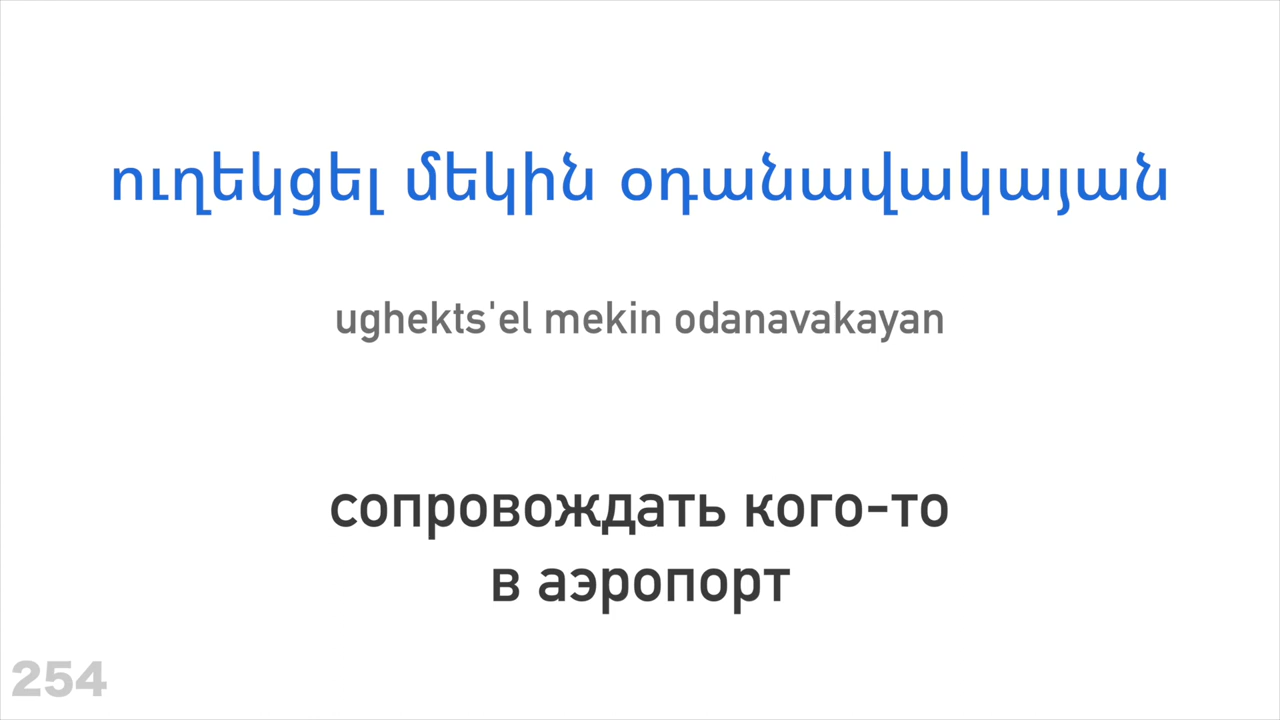 ուղեկցել մեկին օդանավակայան
ughekts'el mekin odanavakayan
сопровождать кого-то
в аэропорт
254